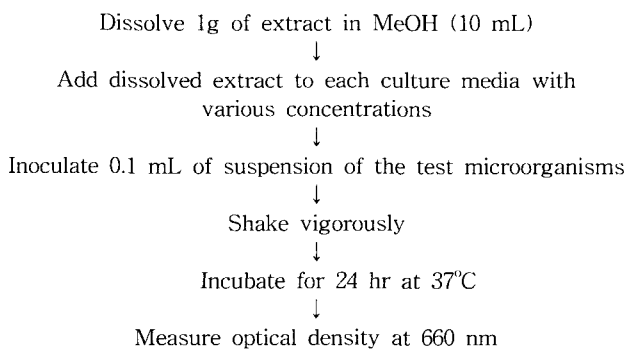 Dissolve 1g of extract in MeOH (10 mL)
↓
Add dissolved extract to each culture media with
various concentrations
↓
Inoculate 0.1 mL of suspension of the test microorganisms
↓
Shake vigorously
↓
Incubate for 24 hr at 37°C
↓
Measure optical density at 660 nm